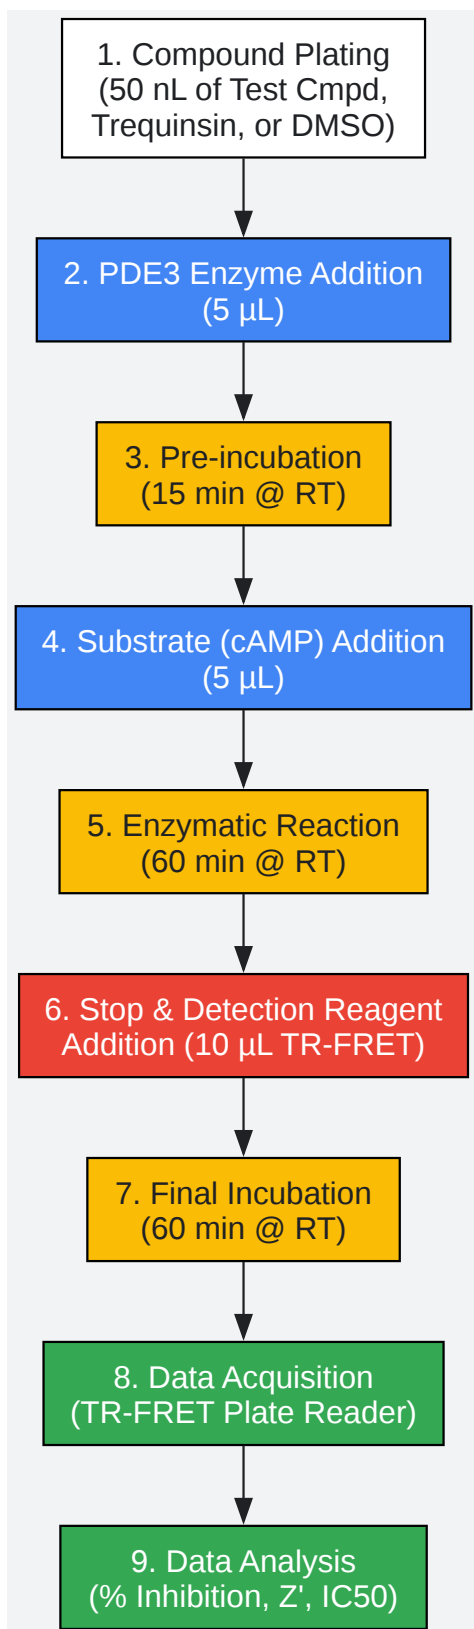 1. Compound Plating
(50 nL of Test Cmpd,
Trequinsin, or DMSO)
2. PDE3 Enzyme Addition
(5 µL)
3. Pre-incubation
(15 min @ RT)
4. Substrate (cAMP) Addition
(5 µL)
5. Enzymatic Reaction
(60 min @ RT)
6. Stop & Detection Reagent
Addition (10 µL TR-FRET)
7. Final Incubation
(60 min @ RT)
8. Data Acquisition
(TR-FRET Plate Reader)
9. Data Analysis
(% Inhibition, Z', IC50)